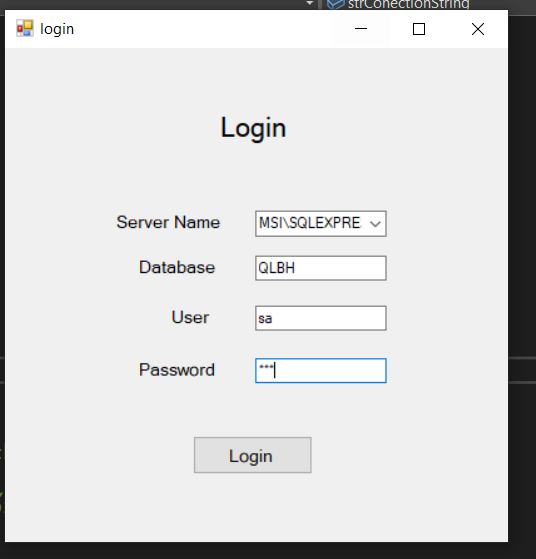 strConectionString
login
Login
Server Name MSI\SQLEXPRE
Database QLBH
User sa
Password ***
Login